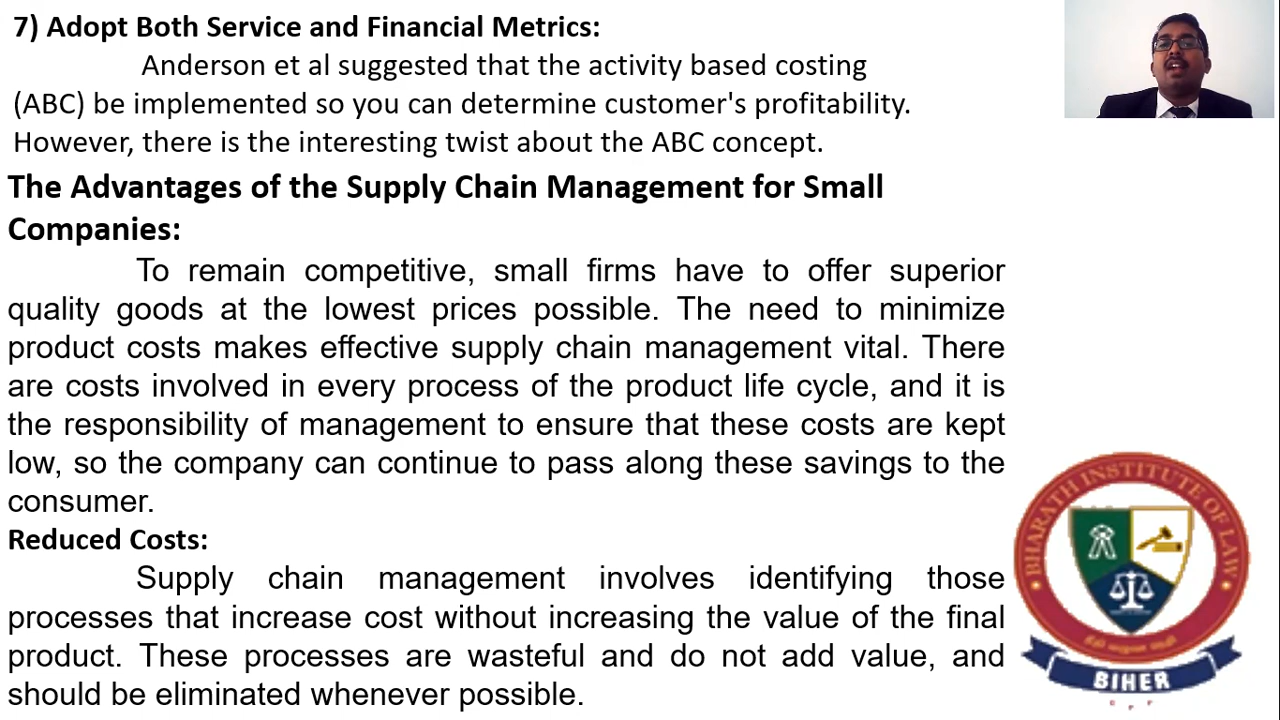 7) Adopt Both Service and Financial Metrics:
Anderson et al suggested that the activity based costing
(ABC) be implemented so you can determine customer's profitability.
However, there is the interesting twist about the ABC concept.
The Advantages of the Supply Chain Management for Small
Companies:
To remain competitive, small firms have to offer superior
quality goods at the lowest prices possible. The need to minimize
product costs makes effective supply chain management vital. There
are costs involved in every process of the product life cycle, and it is
the responsibility of management to ensure that these costs are kept
low, so the company can continue to pass along these savings to the
consumer.
Reduced Costs:
Supply chain management involves identifying those
processes that increase cost without increasing the value of the final
product. These processes are wasteful and do not add value, and
should be eliminated whenever possible.
BHARATH INSTITUTE OF LAW
BIHER